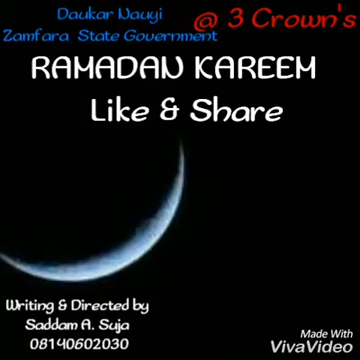 Daukar Nauyi
Zamfara State Government
@ 3 Crown's
RAMADAN KAREEM
Like & Share
Writing & Directed by
Saddam A. Suja
08140602030
Made With
VivaVideo